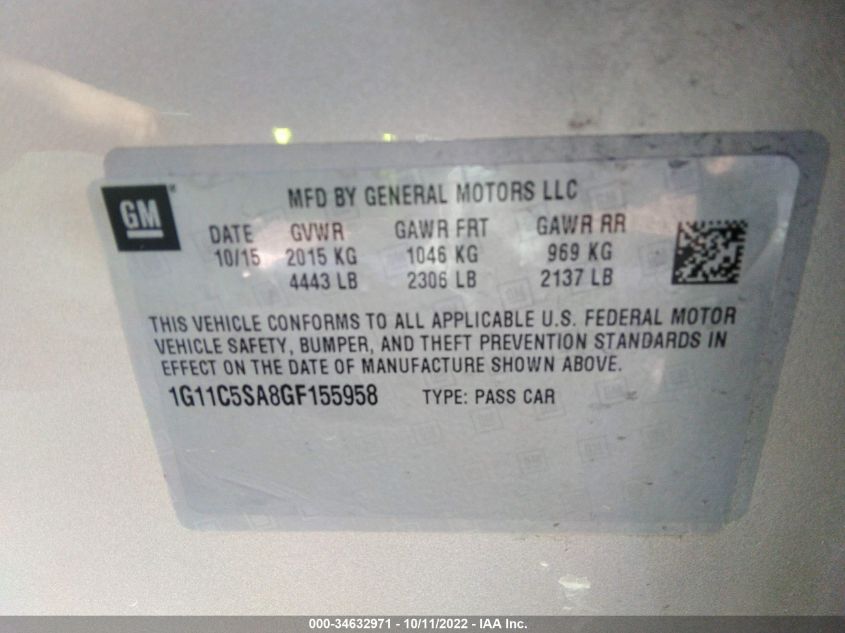 MFD BY GENERAL MOTORS LLC
GM
DATE GVWR GAWR FRT GAWR RR
10/15 2015 KG 1046 KG 969 KG
4443 LB 2306 LB 2137 LB
THIS VEHICLE CONFORMS TO ALL APPLICABLE U.S. FEDERAL MOTOR
VEHICLE SAFETY, BUMPER, AND THEFT PREVENTION STANDARDS IN
EFFECT ON THE DATE OF MANUFACTURE SHOWN ABOVE.
1G11C5SA8GF155958 TYPE: PASS CAR
000-34632971 - 10/11/2022 - IAA Inc.